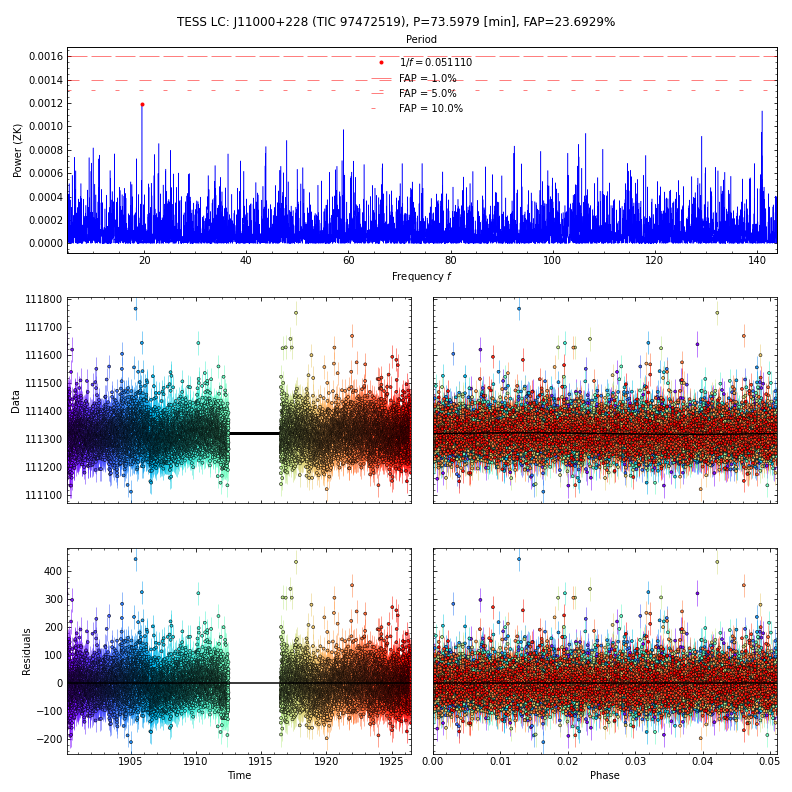 TESS LC: J11000+228 (TIC 97472519), P=73.5979 [min], FAP=23.6929%
Period
1/f = 0.051110
FAP = 1.0%
FAP = 5.0%
FAP = 10.0%
Power (ZK)
0.0016
0.0014
0.0012
0.0010
0.0008
0.0006
0.0004
0.0002
0.0000
20 40 60 80 100 120 140
Frequency f
Data
111800
111700
111600
111500
111400
111300
111200
111100
Residuals
400
300
200
100
0
−100
−200
1905 1910 1915 1920 1925
Time
0.00 0.01 0.02 0.03 0.04 0.05
Phase